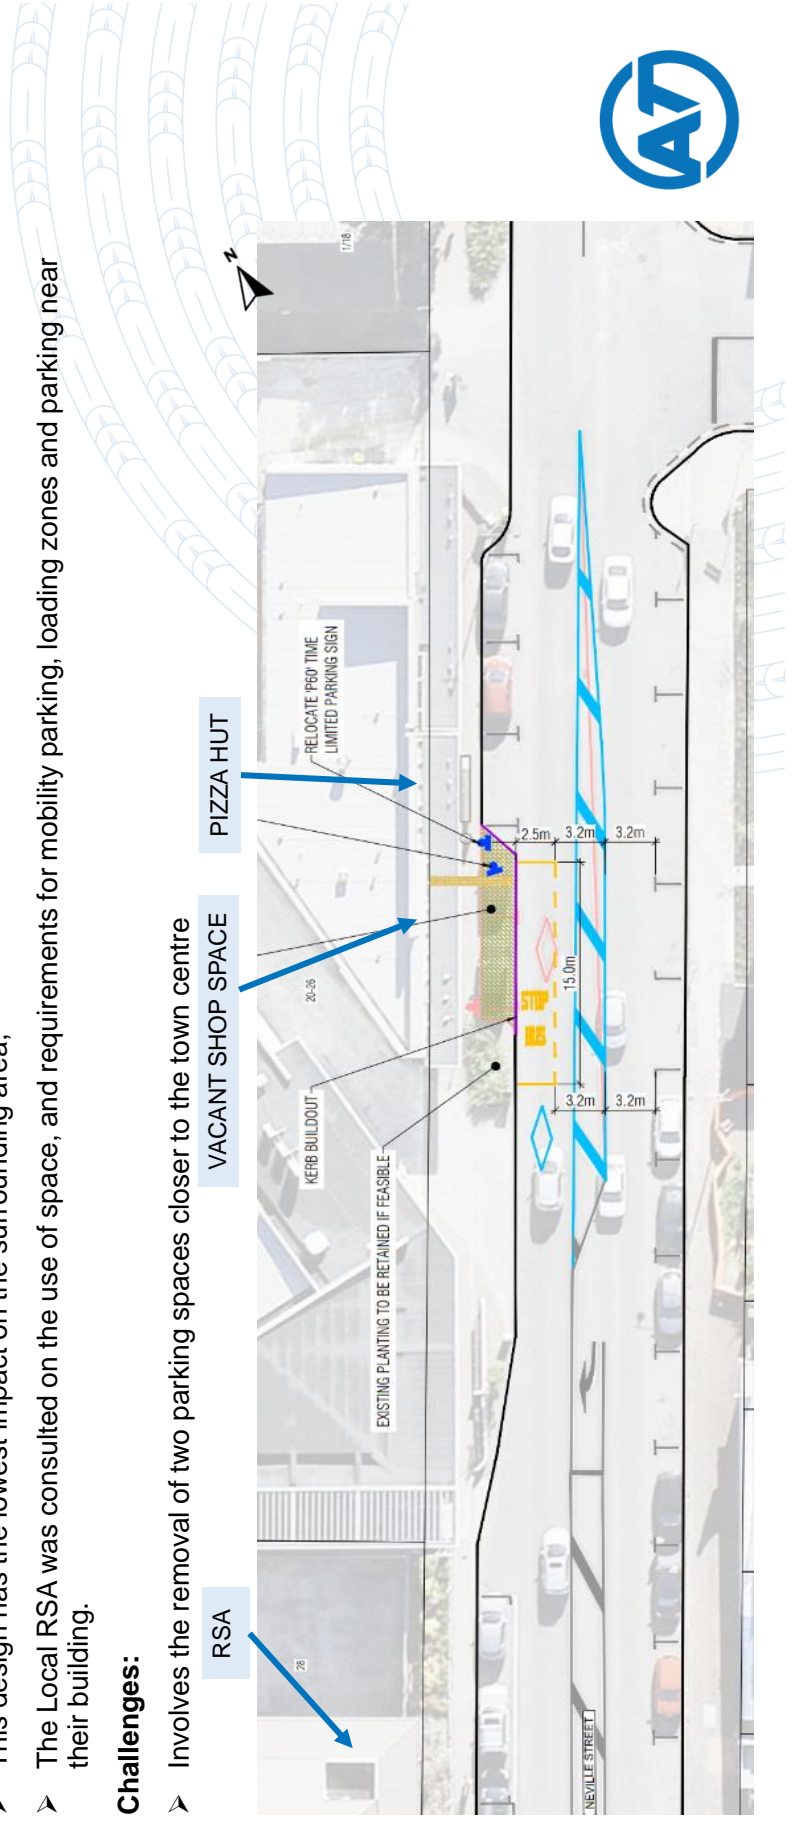 This design has the lowest impact on the surrounding area,
➤ The Local RSA was consulted on the use of space, and requirements for mobility parking, loading zones and parking near
their building.
Challenges:
➤ Involves the removal of two parking spaces closer to the town centre
RSA
VACANT SHOP SPACE
PIZZA HUT
N
AT
1/18
28
20-26
RELOCATE 'P60' TIME
LIMITED PARKING SIGN
KERB BUILDOUT
EXISTING PLANTING TO BE RETAINED IF FEASIBLE
BUS
STOP
2.5m
3.2m
3.2m
15.0m
3.2m
3.2m
NEVILLE STREET